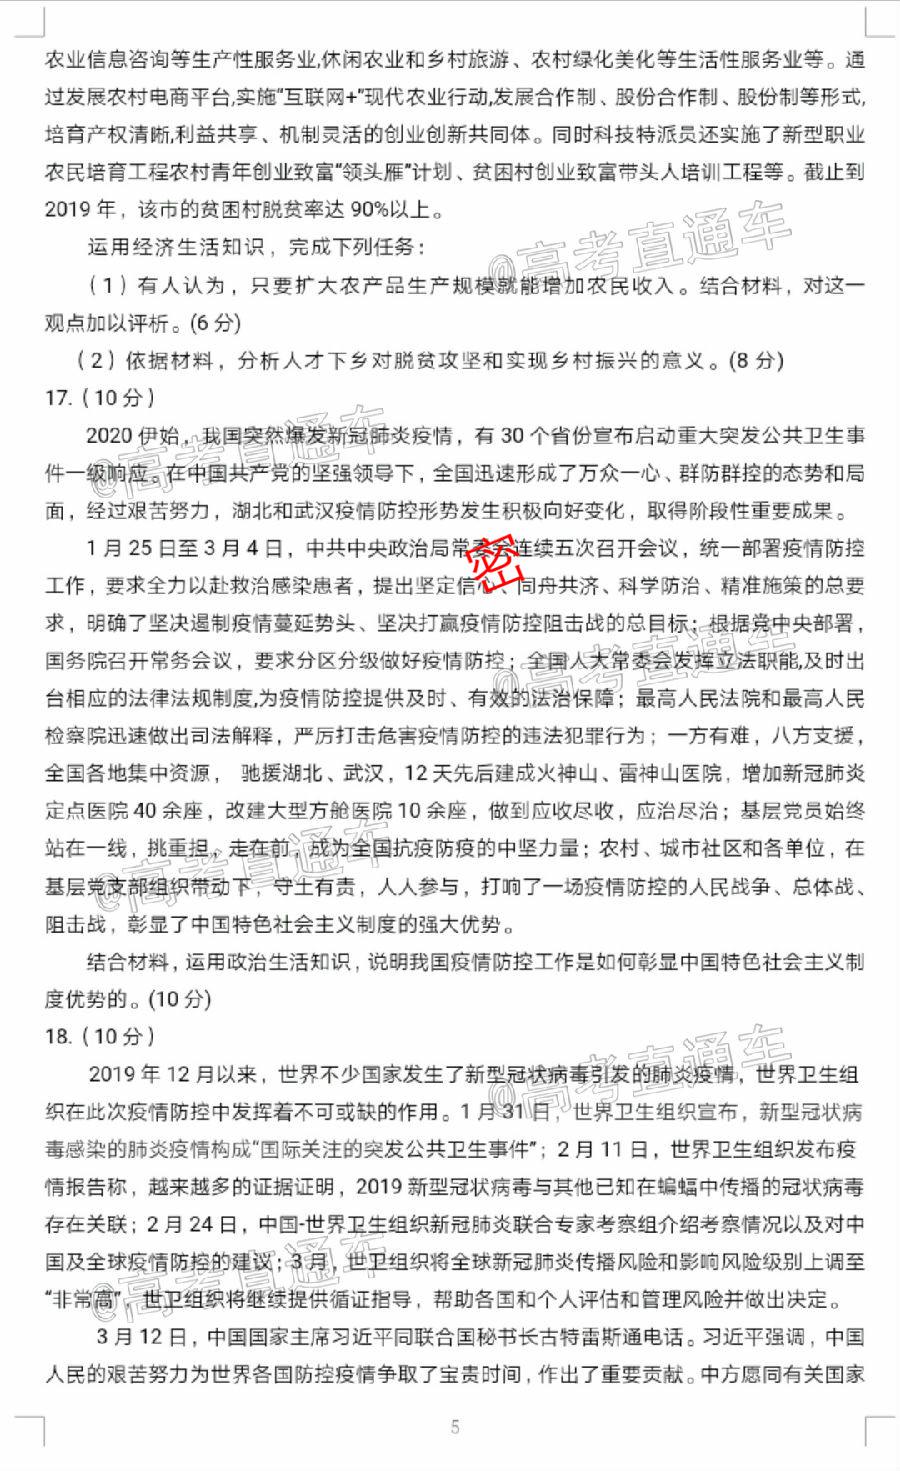 农业信息咨询等生产性服务业,休闲农业和乡村旅游、农村绿化美化等生活性服务业等。通
过发展农村电商平台,实施“互联网+”现代农业行动,发展合作制、股份合作制、股份制等形式,
培育产权清晰,利益共享、机制灵活的创业创新共同体。同时科技特派员还实施了新型职业
农民培育工程农村青年创业致富“领头雁”计划、贫困村创业致富带头人培训工程等。截止到
2019 年，该市的贫困村脱贫率达 90%以上。
运用经济生活知识，完成下列任务：
（1）有人认为，只要扩大农产品生产规模就能增加农民收入。结合材料，对这一
观点加以评析。(6 分)
（2）依据材料，分析人才下乡对脱贫攻坚和实现乡村振兴的意义。(8 分)
17.（10 分）
2020 伊始，我国突然爆发新冠肺炎疫情，有 30 个省份宣布启动重大突发公共卫生事
件一级响应。在中国共产党的坚强领导下，全国迅速形成了万众一心、群防群控的态势和局
面，经过艰苦努力，湖北和武汉疫情防控形势发生积极向好变化，取得阶段性重要成果。
1 月 25 日至 3 月 4 日，中共中央政治局常委会连续五次召开会议，统一部署疫情防控
工作，要求全力以赴救治感染患者，提出坚定信心、同舟共济、科学防治、精准施策的总要
求，明确了坚决遏制疫情蔓延势头、坚决打赢疫情防控阻击战的总目标；根据党中央部署，
国务院召开常务会议，要求分区分级做好疫情防控；全国人大常委会发挥立法职能,及时出
台相应的法律法规制度,为疫情防控提供及时、有效的法治保障；最高人民法院和最高人民
检察院迅速做出司法解释，严厉打击危害疫情防控的违法犯罪行为；一方有难，八方支援，
全国各地集中资源， 驰援湖北、武汉，12 天先后建成火神山、雷神山医院，增加新冠肺炎
定点医院 40 余座，改建大型方舱医院 10 余座，做到应收尽收，应治尽治；基层党员始终
站在一线，挑重担，走在前，成为全国抗疫防疫的中坚力量；农村、城市社区和各单位，在
基层党支部组织带动下，守土有责，人人参与，打响了一场疫情防控的人民战争、总体战、
阻击战，彰显了中国特色社会主义制度的强大优势。
结合材料，运用政治生活知识，说明我国疫情防控工作是如何彰显中国特色社会主义制
度优势的。(10 分)
18.（10 分）
2019 年 12 月以来，世界不少国家发生了新型冠状病毒引发的肺炎疫情，世界卫生组
织在此次疫情防控中发挥着不可或缺的作用。1 月 31 日，世界卫生组织宣布，新型冠状病
毒感染的肺炎疫情构成“国际关注的突发公共卫生事件”；2 月 11 日，世界卫生组织发布疫
情报告称，越来越多的证据证明，2019 新型冠状病毒与其他已知在蝙蝠中传播的冠状病毒
存在关联；2 月 24 日，中国-世界卫生组织新冠肺炎联合专家考察组介绍考察情况以及对中
国及全球疫情防控的建议；3 月，世卫组织将全球新冠肺炎传播风险和影响风险级别上调至
“非常高”，世卫组织将继续提供循证指导，帮助各国和个人评估和管理风险并做出决定。
3 月 12 日，中国国家主席习近平同联合国秘书长古特雷斯通电话。习近平强调，中国
人民的艰苦努力为世界各国防控疫情争取了宝贵时间，作出了重要贡献。中方愿同有关国家
5
@高考直通车
@高考直通车
密
@高考直通车
@高考直通车
@高考直通车
@高考直通车